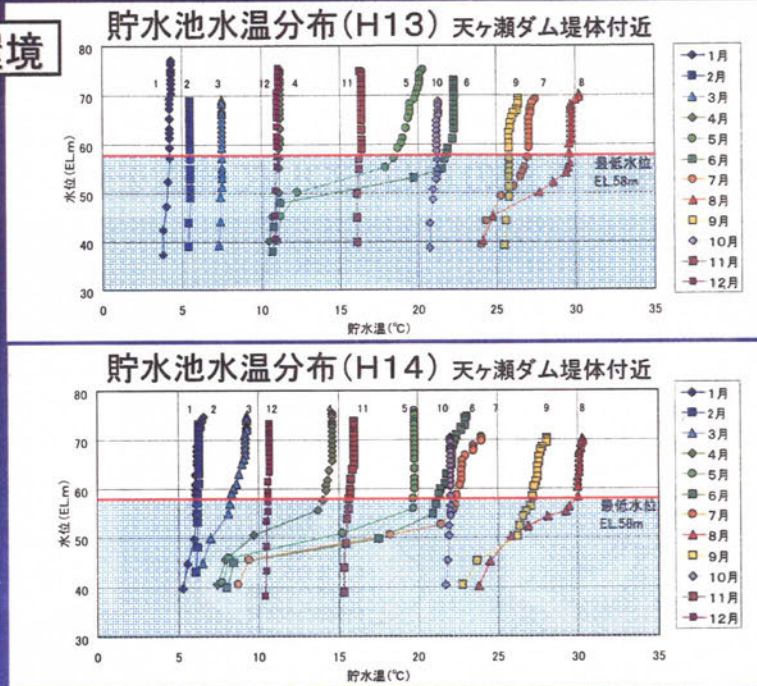 環境
貯水池水温分布(H13) 天ヶ瀬ダム堤体付近
80
70
60
50
40
30
水位(EL.m)
1
2
3
12 4
11
5
10
6
9
7
8
最低水位
EL.58m
0 5 10 15 20 25 30 35
貯水温(℃)
1月
2月
3月
4月
5月
6月
7月
8月
9月
10月
11月
12月
貯水池水温分布(H14) 天ヶ瀬ダム堤体付近
80
70
60
50
40
30
水位(EL.m)
1 2 3 12 4 11 5 10 6 7 9 8
最低水位
EL.58m
0 5 10 15 20 25 30 35
貯水温(℃)
1月
2月
3月
4月
5月
6月
7月
8月
9月
10月
11月
12月